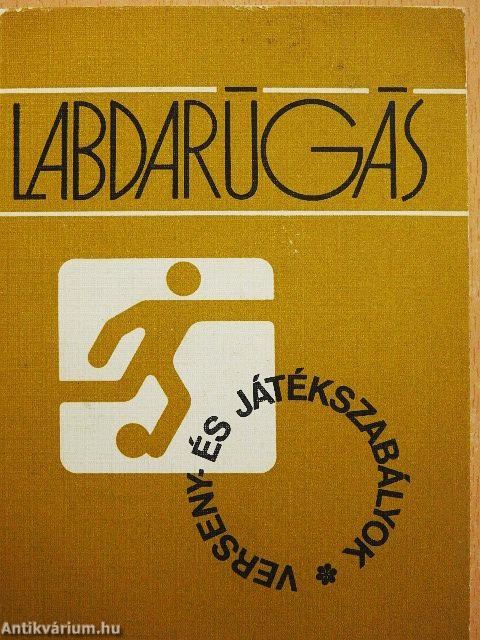 LABDARÚGÁS
VERSENY- ÉS JÁTÉKSZABÁLYOK *
Antikvárium.hu